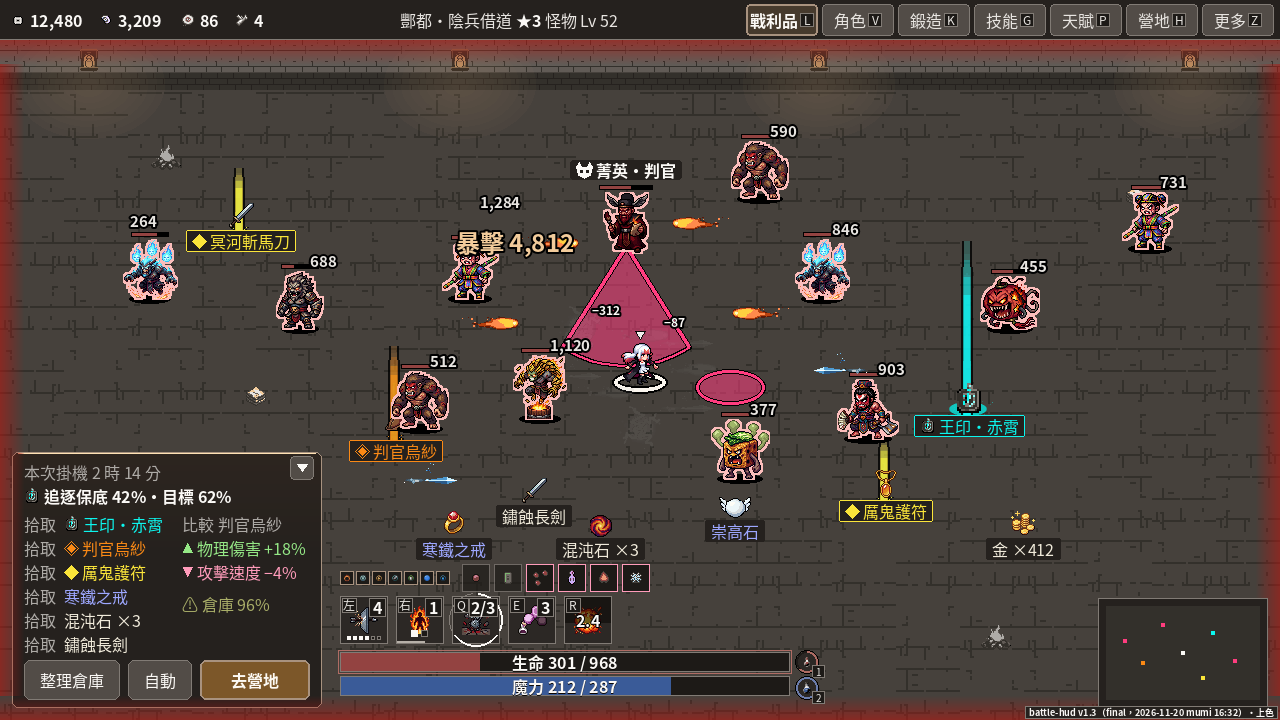 12,480 3,209 86 4
酆都・陰兵借道 ★3 怪物 Lv 52
戰利品 L 角色 V 鍛造 K 技能 G 天賦 P 營地 H 更多 Z
590
菁英・判官
731
1,284
264
846
冥河斬馬刀
暴擊 4,812
688
455
−312
−87
1,120
512
903
377
王印・赤霄
判官烏紗
厲鬼護符
鏽蝕長劍
崇高石
寒鐵之戒
混沌石 ×3
金 ×412
本次掛機 2 時 14 分
追逐保底 42%・目標 62%
拾取 王印・赤霄
拾取 判官烏紗
拾取 厲鬼護符
拾取 寒鐵之戒
拾取 混沌石 ×3
拾取 鏽蝕長劍
比較 判官烏紗
▲物理傷害 +18%
▼攻擊速度 −4%
倉庫 96%
整理倉庫 自動 去營地
左 4 右 1 Q 2/3 E 3 R 2.4
生命 301 / 968
1
魔力 212 / 287
2
battle-hud v1.3 (final, 2026-11-20 mumi 16:32)・上色